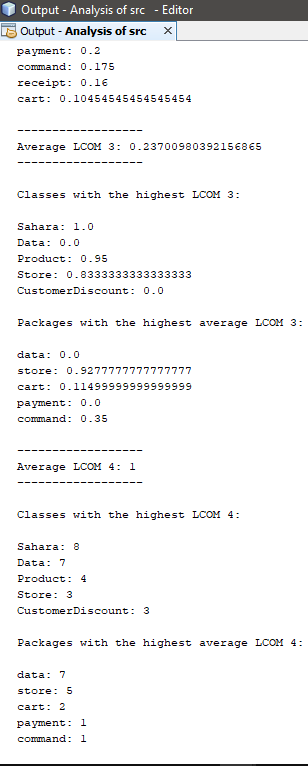 Output - Analysis of src - Editor
Output - Analysis of src ×
payment: 0.2
command: 0.175
receipt: 0.16
cart: 0.10454545454545454
------------------
Average LCOM 3: 0.23700980392156865
------------------
Classes with the highest LCOM 3:
Sahara: 1.0
Data: 0.0
Product: 0.95
Store: 0.8333333333333333
CustomerDiscount: 0.0
Packages with the highest average LCOM 3:
data: 0.0
store: 0.9277777777777777
cart: 0.11499999999999999
payment: 0.0
command: 0.35
------------------
Average LCOM 4: 1
------------------
Classes with the highest LCOM 4:
Sahara: 8
Data: 7
Product: 4
Store: 3
CustomerDiscount: 3
Packages with the highest average LCOM 4:
data: 7
store: 5
cart: 2
payment: 1
command: 1